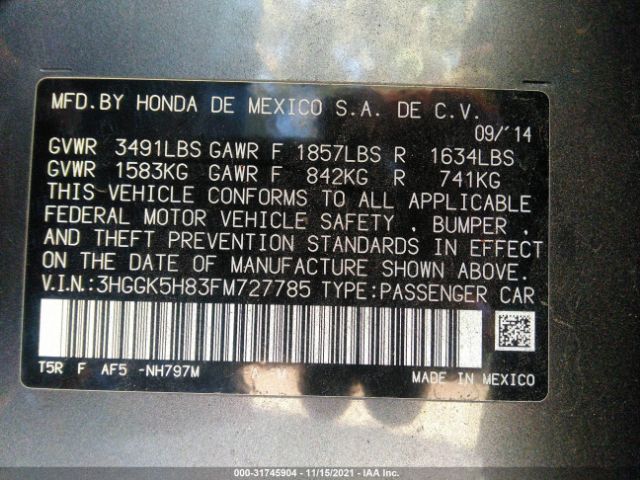 MFD.BY HONDA DE MEXICO S.A. DE C.V.
09/'14
GVWR 3491LBS GAWR F 1857LBS R 1634LBS
GVWR 1583KG GAWR F 842KG R 741KG
THIS VEHICLE CONFORMS TO ALL APPLICABLE
FEDERAL MOTOR VEHICLE SAFETY , BUMPER ,
AND THEFT PREVENTION STANDARDS IN EFFECT
ON THE DATE OF MANUFACTURE SHOWN ABOVE.
V.I.N.:3HGGK5H83FM727785 TYPE:PASSENGER CAR
T5R F AF5 -NH797M A -M MADE IN MEXICO
000-31745904 - 11/15/2021 - IAA Inc.